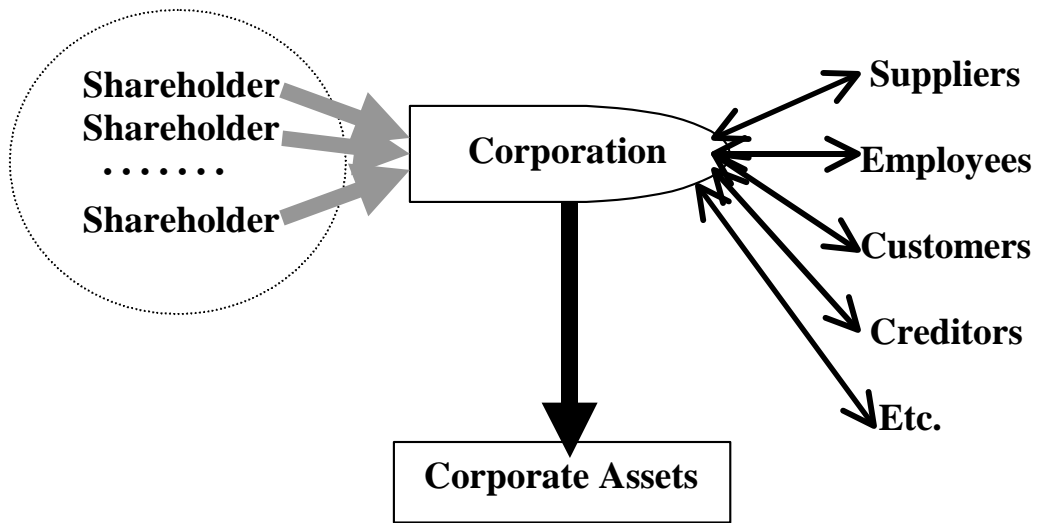 Shareholder
Shareholder
. . . . . . .
Shareholder
Corporation
Suppliers
Employees
Customers
Creditors
Etc.
Corporate Assets